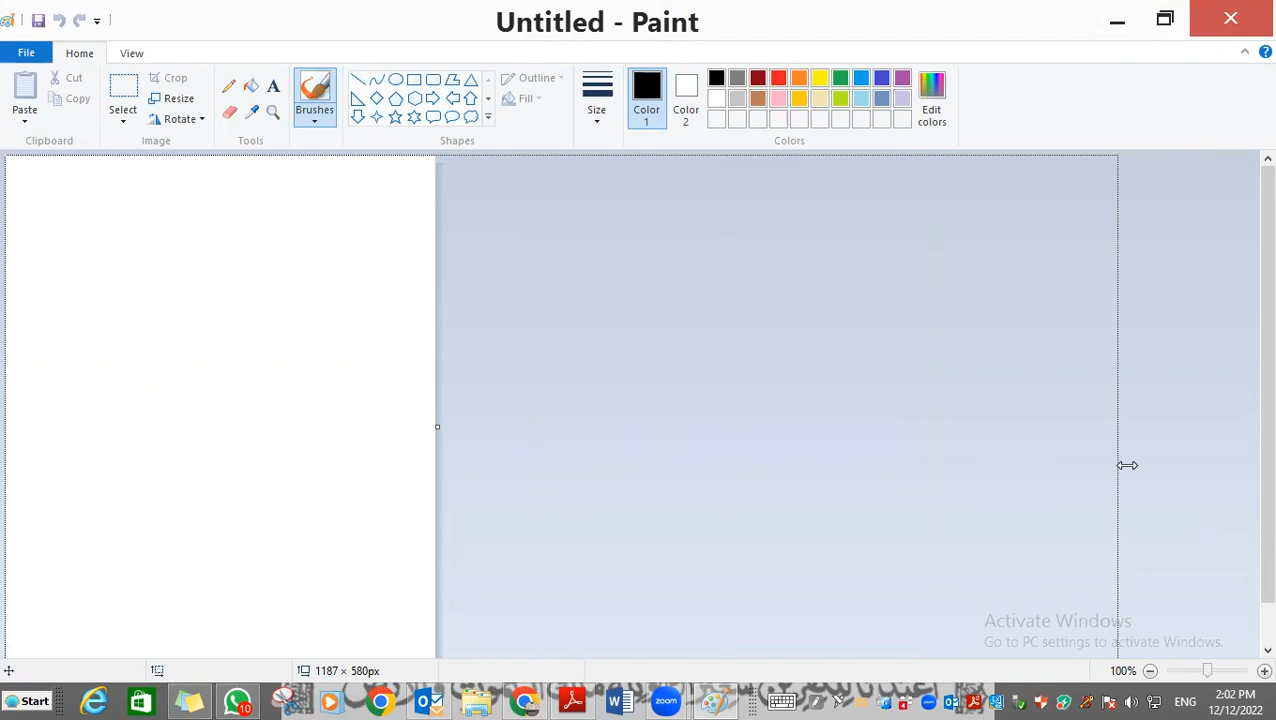 Untitled - Paint
File
Home
View
Paste
Cut
Copy
Clipboard
Select
Crop
Resize
Rotate
Image
A
Tools
Brushes
Shapes
Outline
Fill
Size
Color
1
Color
2
Edit
colors
Colors
Activate Windows
Go to PC settings to activate Windows.
1187 × 580px
100%
Start
10
zoom
ENG
2:02 PM
12/12/2022